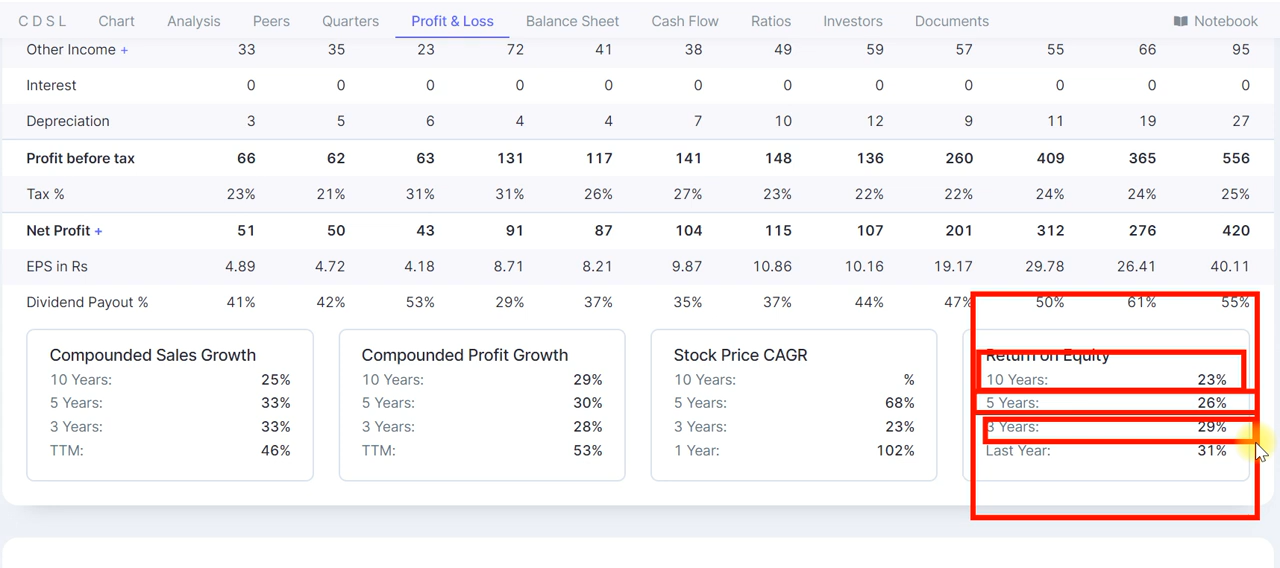 C D S L Chart Analysis Peers Quarters Profit & Loss Balance Sheet Cash Flow Ratios Investors Documents Notebook
Other Income + 33 35 23 72 41 38 49 59 57 55 66 95
Interest 0 0 0 0 0 0 0 0 0 0 0 0
Depreciation 3 5 6 4 4 7 10 12 9 11 19 27
Profit before tax 66 62 63 131 117 141 148 136 260 409 365 556
Tax % 23% 21% 31% 31% 26% 27% 23% 22% 22% 24% 24% 25%
Net Profit + 51 50 43 91 87 104 115 107 201 312 276 420
EPS in Rs 4.89 4.72 4.18 8.71 8.21 9.87 10.86 10.16 19.17 29.78 26.41 40.11
Dividend Payout % 41% 42% 53% 29% 37% 35% 37% 44% 47% 50% 61% 55%
Compounded Sales Growth
10 Years: 25%
5 Years: 33%
3 Years: 33%
TTM: 46%
Compounded Profit Growth
10 Years: 29%
5 Years: 30%
3 Years: 28%
TTM: 53%
Stock Price CAGR
10 Years: %
5 Years: 68%
3 Years: 23%
1 Year: 102%
Return on Equity
10 Years: 23%
5 Years: 26%
3 Years: 29%
Last Year: 31%